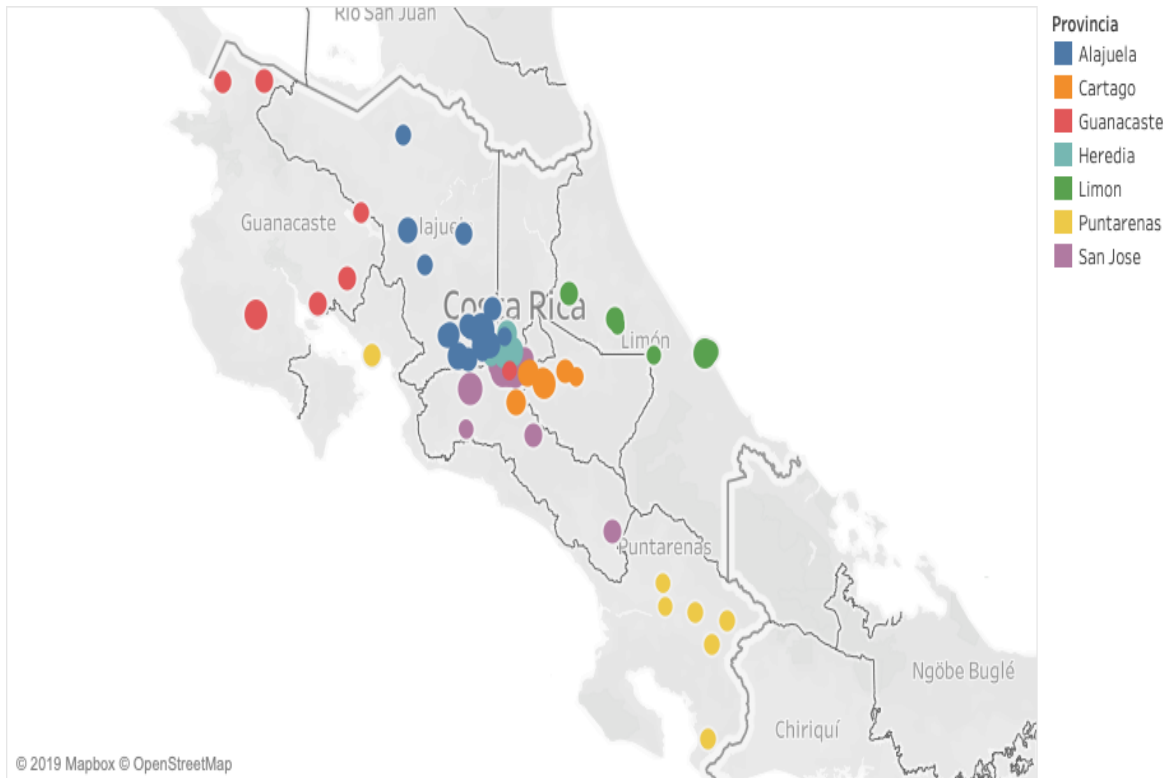 Río San Juan
Provincia
Alajuela
Cartago
Guanacaste
Heredia
Limon
Puntarenas
San Jose
Guanacaste
Costa Rica
Limón
Puntarenas
Ngöbe Buglé
Chiriquí
© 2019 Mapbox © OpenStreetMap